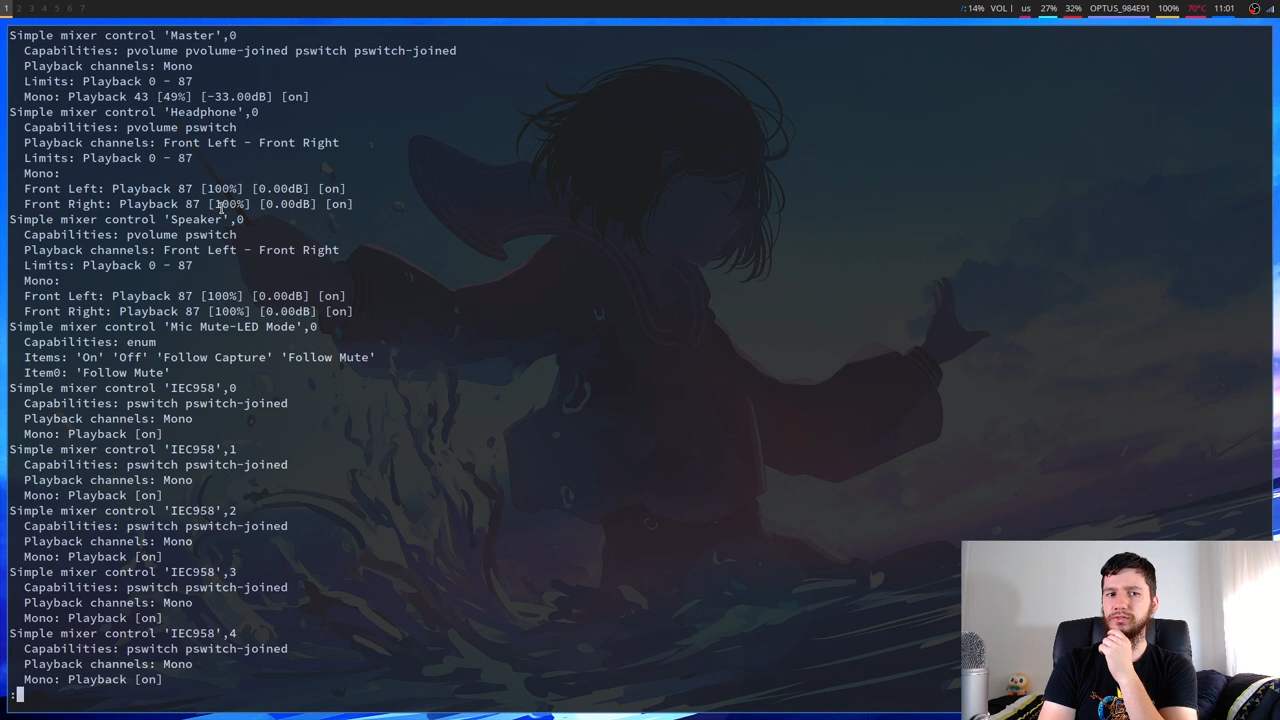 1 2 3 4 5 6 7 /: 14% VOL | us 27% 32% OPTUS_984E91 100% 70°C 11:01
Simple mixer control 'Master',0
Capabilities: pvolume pvolume-joined pswitch pswitch-joined
Playback channels: Mono
Limits: Playback 0 - 87
Mono: Playback 43 [49%] [-33.00dB] [on]
Simple mixer control 'Headphone',0
Capabilities: pvolume pswitch
Playback channels: Front Left - Front Right
Limits: Playback 0 - 87
Mono:
Front Left: Playback 87 [100%] [0.00dB] [on]
Front Right: Playback 87 [100%] [0.00dB] [on]
Simple mixer control 'Speaker',0
Capabilities: pvolume pswitch
Playback channels: Front Left - Front Right
Limits: Playback 0 - 87
Mono:
Front Left: Playback 87 [100%] [0.00dB] [on]
Front Right: Playback 87 [100%] [0.00dB] [on]
Simple mixer control 'Mic Mute-LED Mode',0
Capabilities: enum
Items: 'On' 'Off' 'Follow Capture' 'Follow Mute'
Item0: 'Follow Mute'
Simple mixer control 'IEC958',0
Capabilities: pswitch pswitch-joined
Playback channels: Mono
Mono: Playback [on]
Simple mixer control 'IEC958',1
Capabilities: pswitch pswitch-joined
Playback channels: Mono
Mono: Playback [on]
Simple mixer control 'IEC958',2
Capabilities: pswitch pswitch-joined
Playback channels: Mono
Mono: Playback [on]
Simple mixer control 'IEC958',3
Capabilities: pswitch pswitch-joined
Playback channels: Mono
Mono: Playback [on]
Simple mixer control 'IEC958',4
Capabilities: pswitch pswitch-joined
Playback channels: Mono
Mono: Playback [on]
: